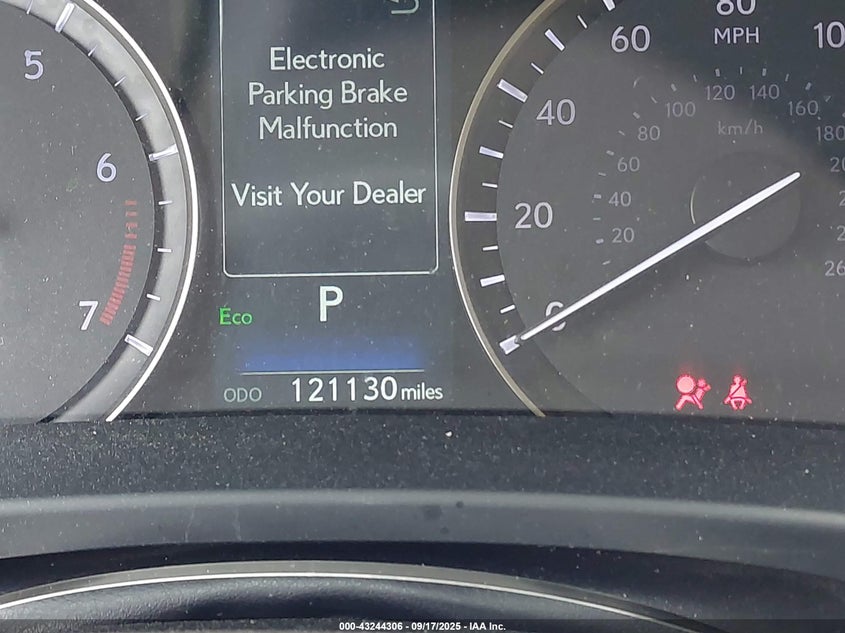 Electronic
Parking Brake
Malfunction
Visit Your Dealer
P
Eco
ODO 121130 miles
5
6
7
0
20
40
60
80
MPH
20
40
60
80
100
120
140
160
180
km/h
000-43244306 - 09/17/2025 - IAA Inc.